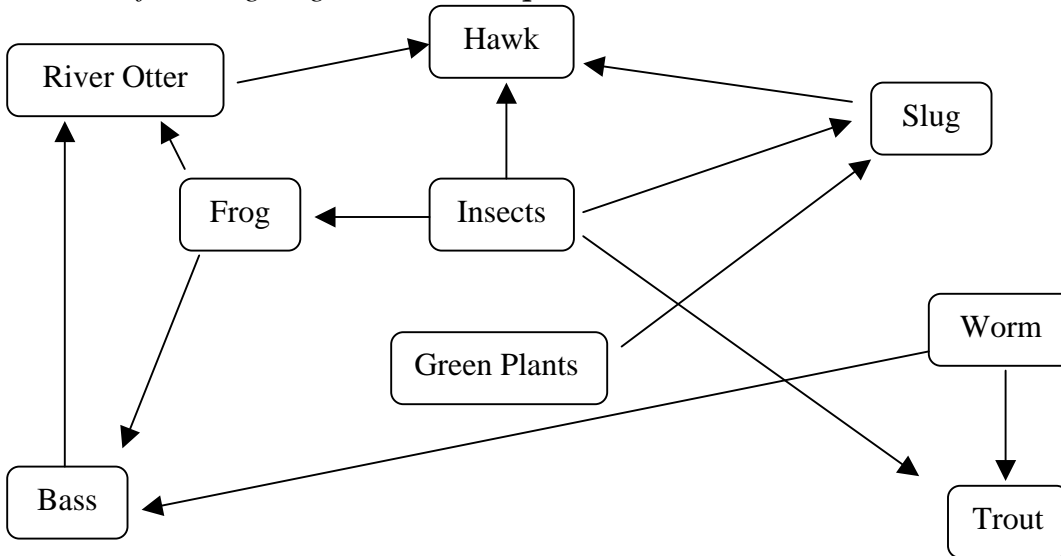 Hawk
River Otter
Slug
Frog
Insects
Worm
Green Plants
Bass
Trout